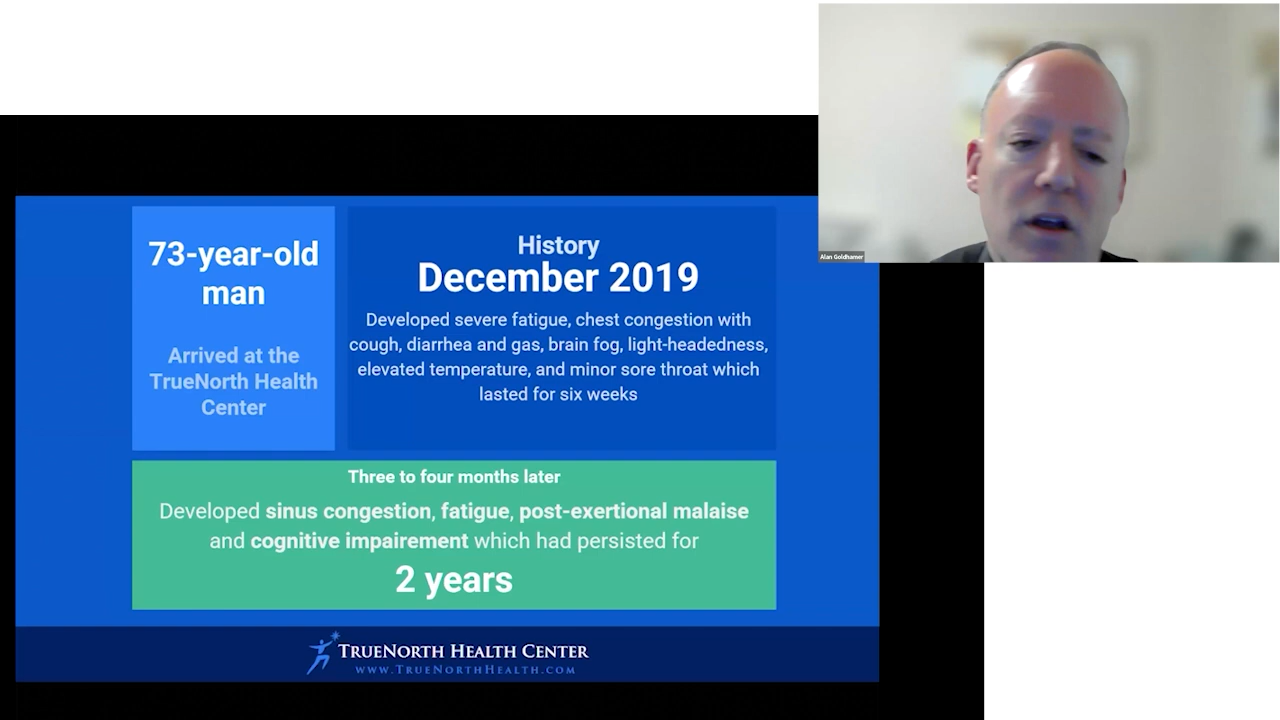 Alan Goldhamer
73-year-old
man
Arrived at the
TrueNorth Health
Center
History
December 2019
Developed severe fatigue, chest congestion with
cough, diarrhea and gas, brain fog, light-headedness,
elevated temperature, and minor sore throat which
lasted for six weeks
Three to four months later
Developed sinus congestion, fatigue, post-exertional malaise
and cognitive impairement which had persisted for
2 years
TrueNorth Health Center
www.TrueNorthHealth.com